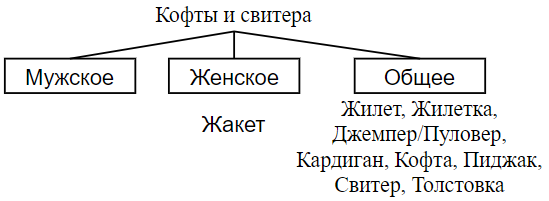 Кофты и свитера
Мужское
Женское
Общее
Жакет
Жилет, Жилетка,
Джемпер/Пуловер,
Кардиган, Кофта, Пиджак,
Свитер, Толстовка